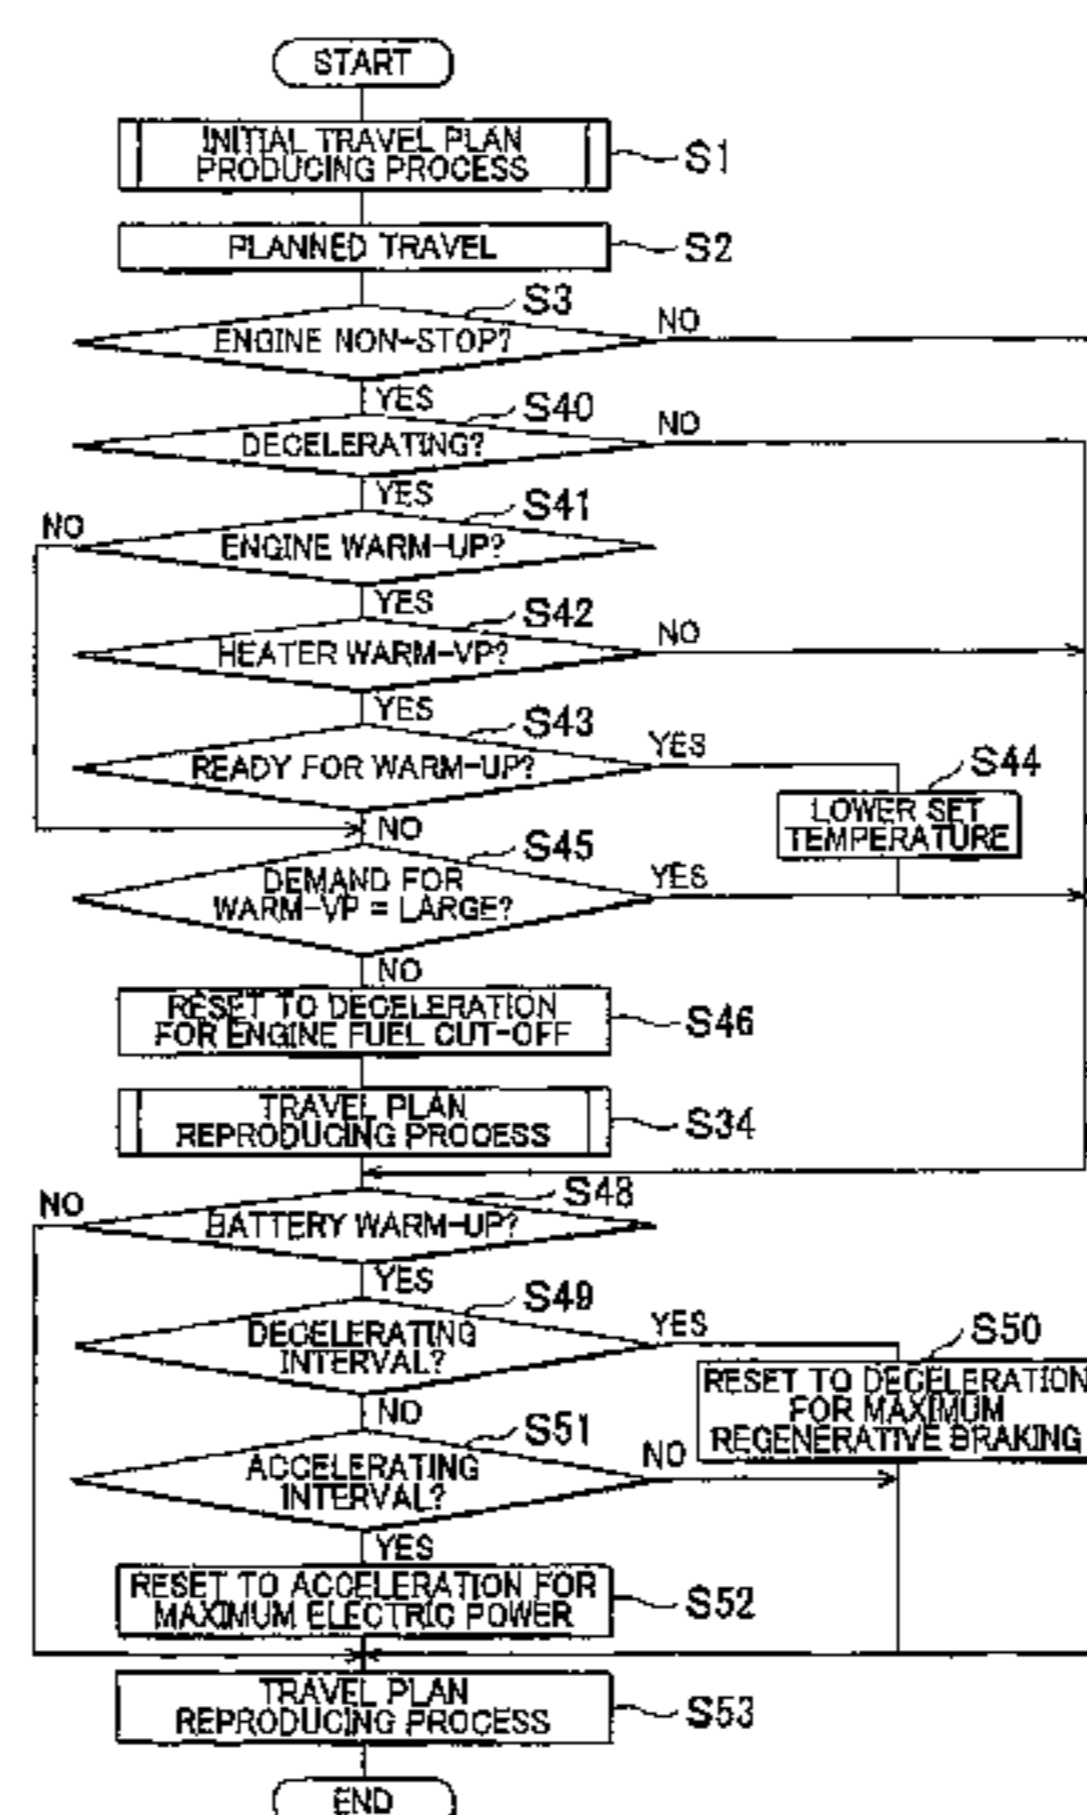 START
INITIAL TRAVEL PLAN
PRODUCING PROCESS
S1
PLANNED TRAVEL
S2
S3
ENGINE NON-STOP?
NO
YES
S40
DECELERATING?
NO
YES
S41
NO
ENGINE WARM-UP?
YES
S42
HEATER WARM-VP?
NO
YES
S43
READY FOR WARM-UP?
YES
S44
LOWER SET
TEMPERATURE
NO
S45
DEMAND FOR
WARM-VP = LARGE?
YES
NO
RESET TO DECELERATION
FOR ENGINE FUEL CUT-OFF
S46
TRAVEL PLAN
REPRODUCING PROCESS
S34
S48
NO
BATTERY WARM-UP?
YES
S49
DECELERATING
INTERVAL?
YES
S50
RESET TO DECELERATION
FOR MAXIMUM
REGENERATIVE BRAKING
NO
S51
ACCELERATING
INTERVAL?
NO
YES
RESET TO ACCELERATION FOR
MAXIMUM ELECTRIC POWER
S52
TRAVEL PLAN
REPRODUCING PROCESS
S53
END